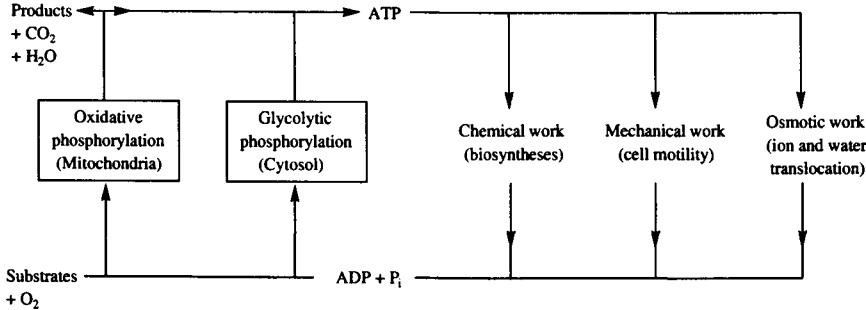 Products
+ CO₂
+ H₂O
ATP
Oxidative
phosphorylation
(Mitochondria)
Glycolytic
phosphorylation
(Cytosol)
Chemical work
(biosyntheses)
Mechanical work
(cell motility)
Osmotic work
(ion and water
translocation)
Substrates
+ O₂
ADP + Pᵢ